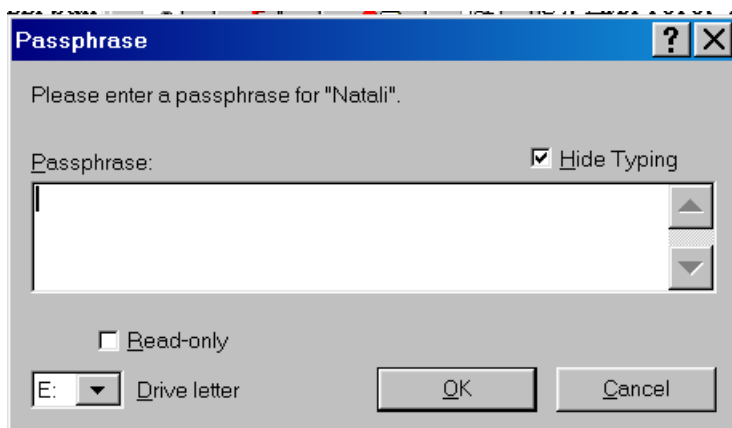 Passphrase
Please enter a passphrase for "Natali".
Passphrase:
Hide Typing
Read-only
E:
Drive letter
OK
Cancel